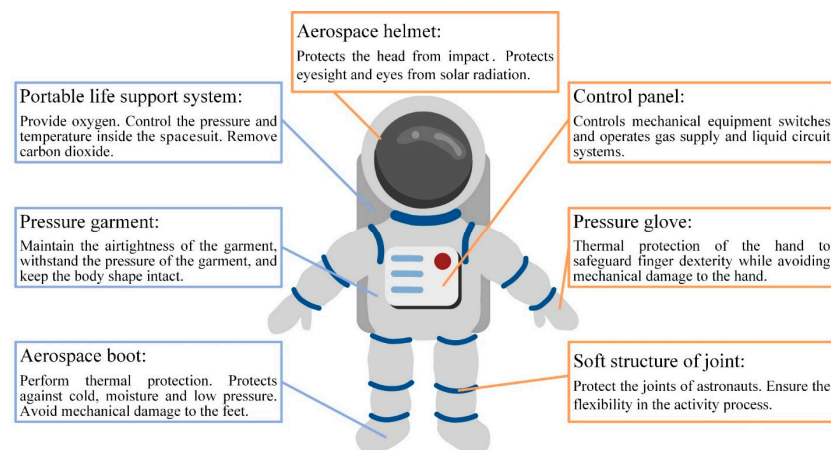 Aerospace helmet:
Protects the head from impact. Protects
eyesight and eyes from solar radiation.
Portable life support system:
Provide oxygen. Control the pressure and
temperature inside the spacesuit. Remove
carbon dioxide.
Control panel:
Controls mechanical equipment switches
and operates gas supply and liquid circuit
systems.
Pressure garment:
Maintain the airtightness of the garment,
withstand the pressure of the garment, and
keep the body shape intact.
Pressure glove:
Thermal protection of the hand to
safeguard finger dexterity while avoiding
mechanical damage to the hand.
Aerospace boot:
Perform thermal protection. Protects
against cold, moisture and low pressure.
Avoid mechanical damage to the feet.
Soft structure of joint:
Protect the joints of astronauts. Ensure the
flexibility in the activity process.